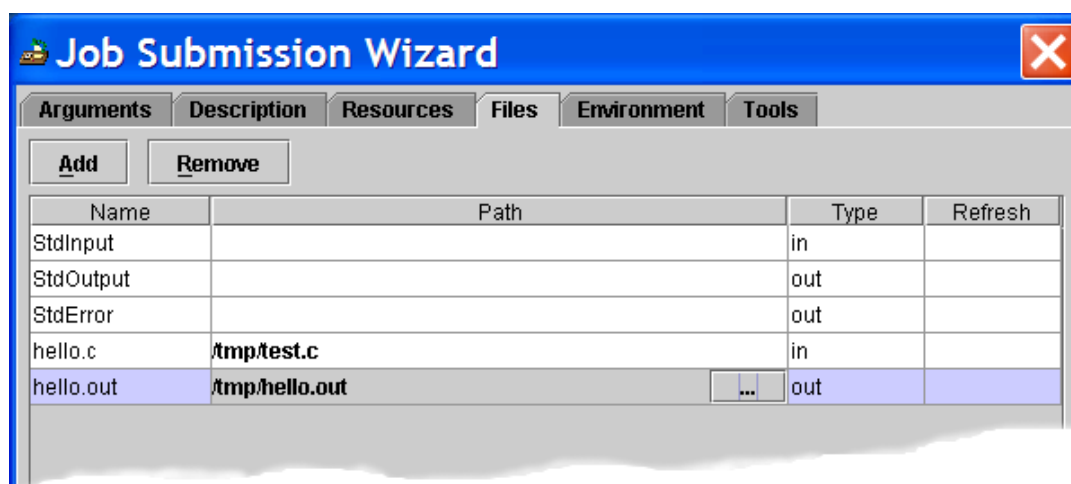 Job Submission Wizard
Arguments Description Resources Files Environment Tools
Add Remove
Name Path Type Refresh
StdInput in
StdOutput out
StdError out
hello.c /tmp/test.c in
hello.out /tmp/hello.out ... out